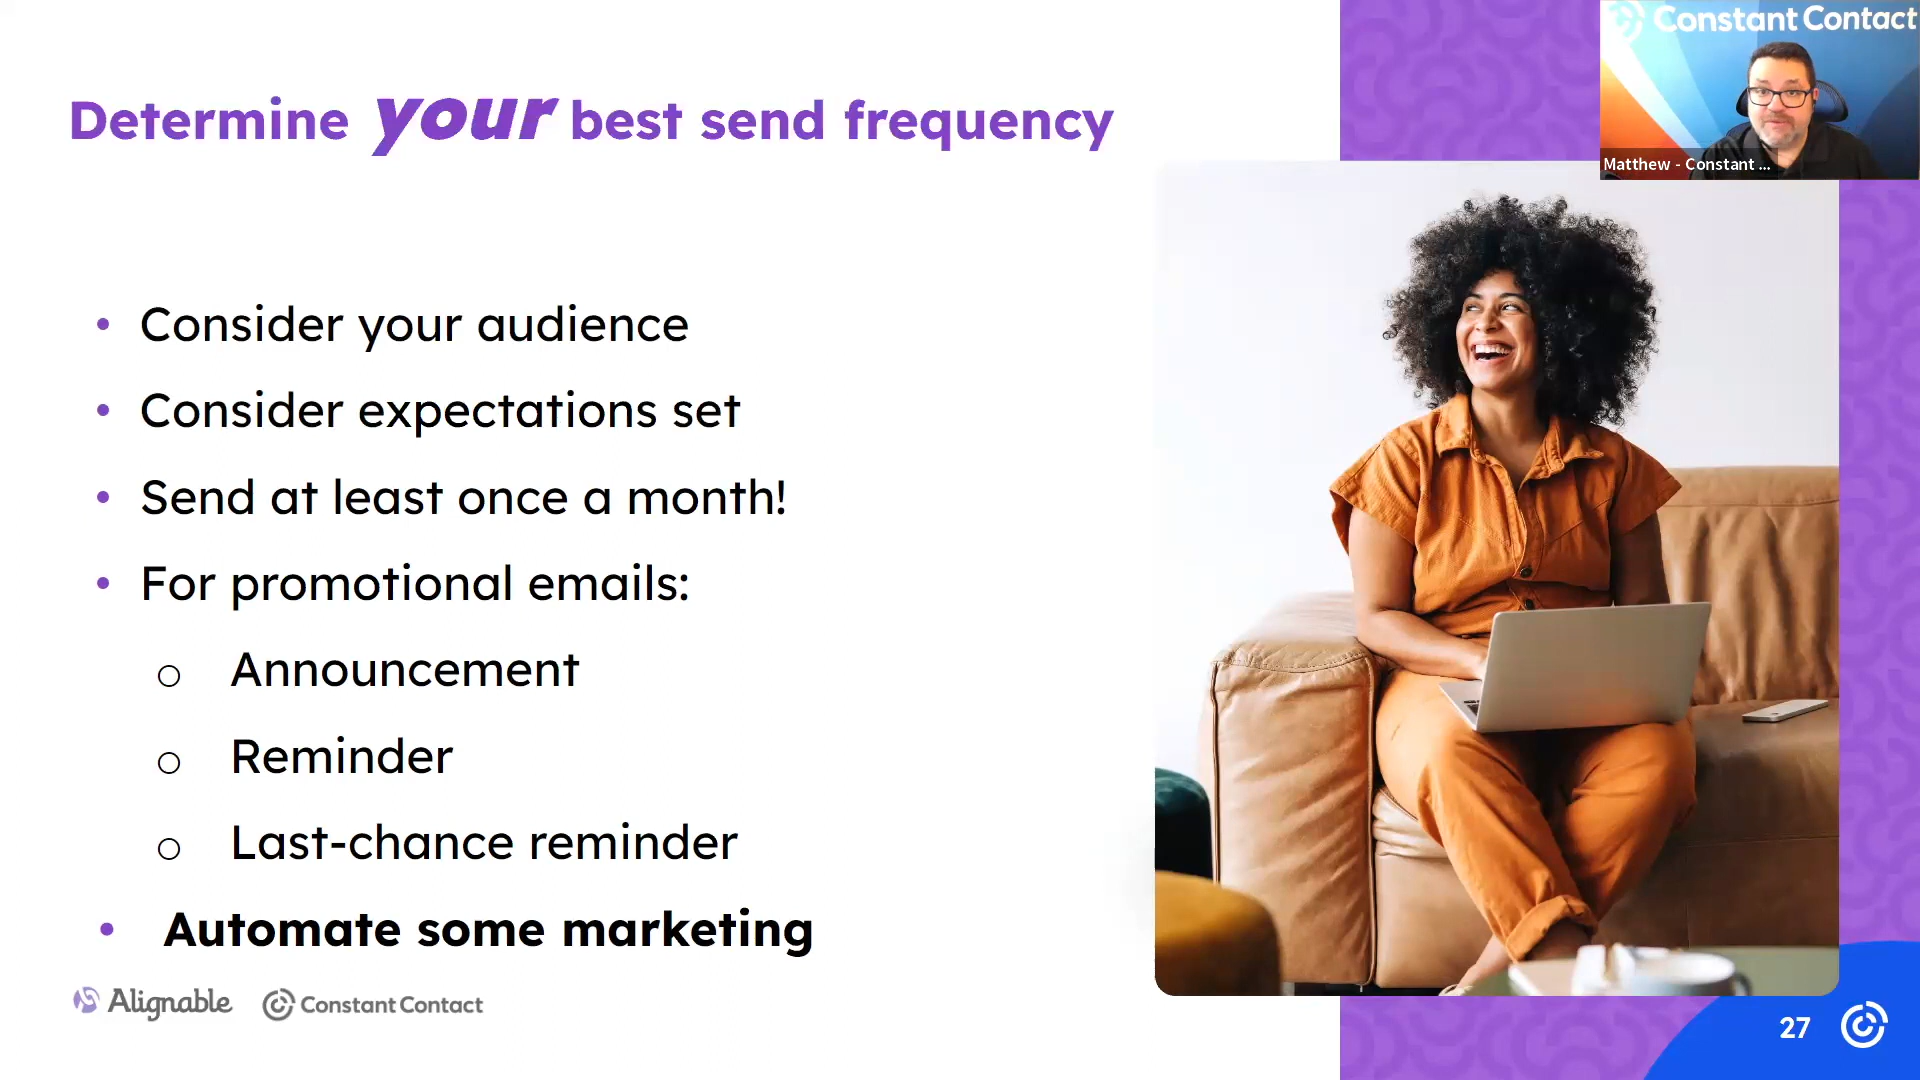 Constant Contact
Matthew - Constant ...
Determine your best send frequency
• Consider your audience
• Consider expectations set
• Send at least once a month!
• For promotional emails:
o Announcement
o Reminder
o Last-chance reminder
• Automate some marketing
Alignable Constant Contact
27